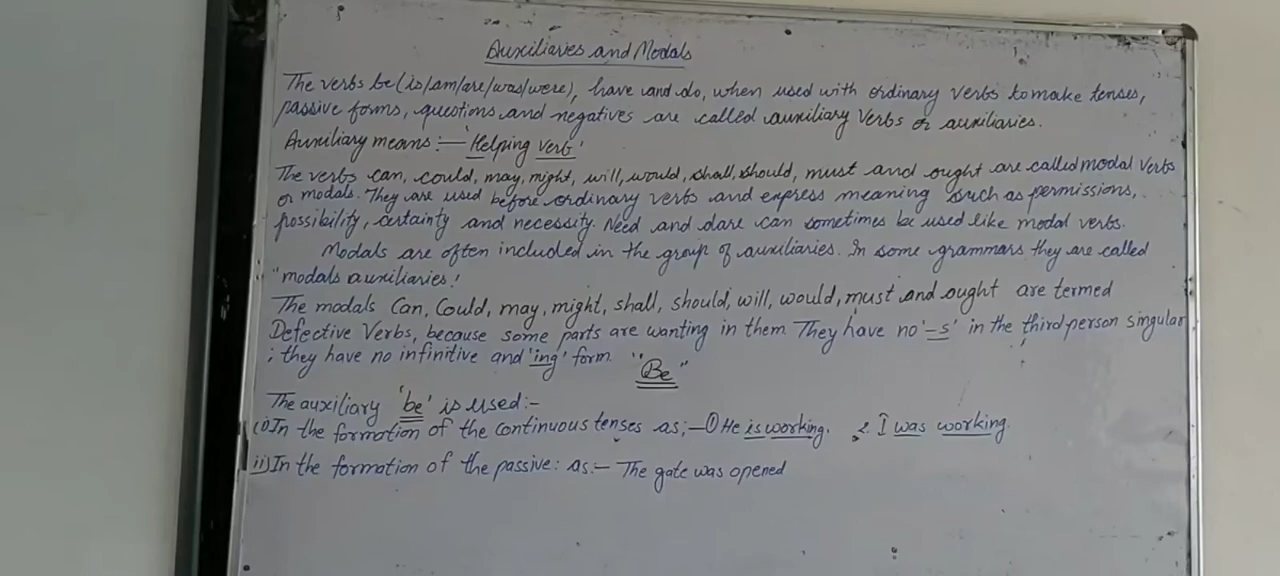 Auxiliaries and Modals
The verbs be (is/am/are/was/were), have and do, when used with ordinary verbs to make tenses,
passive forms, questions and negatives are called auxiliary verbs or auxiliaries.
Auxiliary means:— 'Helping verb'
The verbs can, could, may, might, will, would, shall, should, must and ought are called modal verbs
or modals. They are used before ordinary verbs and express meaning such as permissions,
possibility, certainty and necessity. Need and dare can sometimes be used like modal verbs.
Modals are often included in the group of auxiliaries. In some grammars they are called
"modals auxiliaries!
The modals Can, Could, may, might, shall, should, will, would, must and ought are termed
Defective Verbs, because some parts are wanting in them. They have no '-s' in the third person singular
; they have no infinitive and 'ing' form.
"Be"
The auxiliary 'be' is used:-
(i) In the formation of the continuous tenses as;— ① He is working. 2 I was working.
ii) In the formation of the passive: as:— The gate was opened